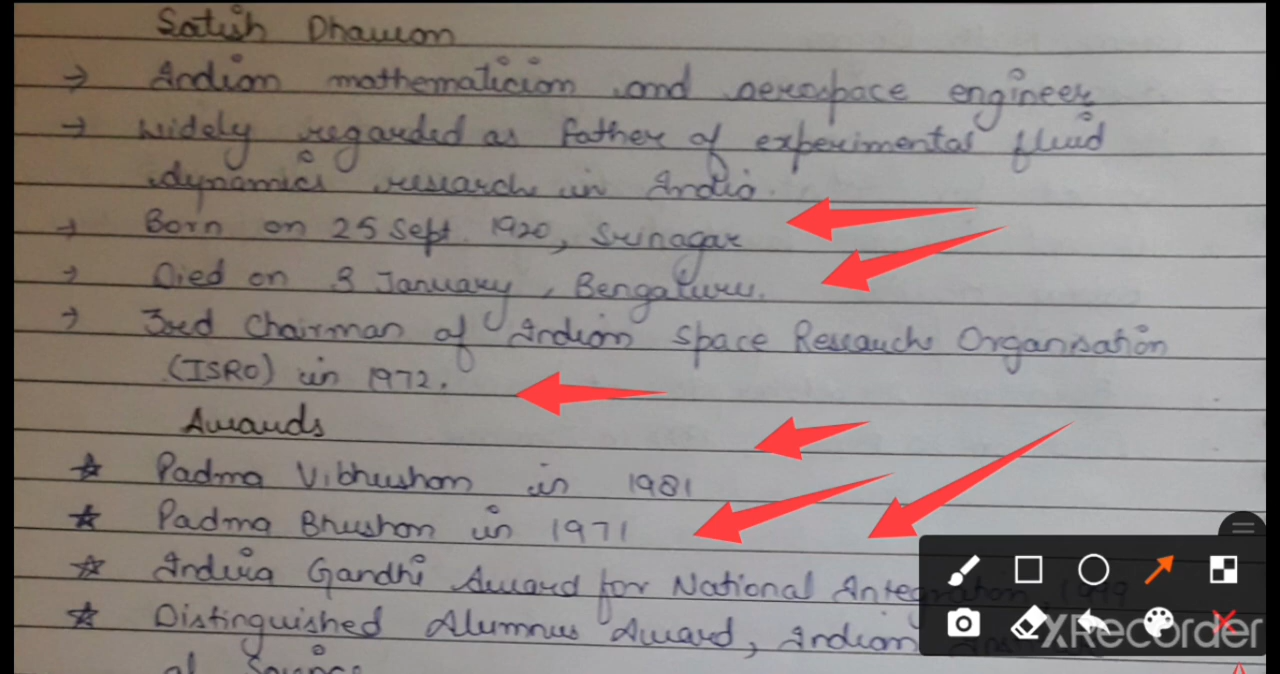 Satish Dhawan
→ Indian mathematician and aerospace engineer
→ widely regarded as father of experimental fluid
dynamics research in India.
→ Born on 25 Sept. 1920, Srinagar
→ Died on 3 January, Bengaluru.
→ 3rd Chairman of Indian Space Research Organisation
(ISRO) in 1972.
Awards
☆ Padma Vibhushan in 1981
☆ Padma Bhushan in 1971
☆ Indira Gandhi Award for National Integration
☆ Distinguished Alumnus Award, Indian
of Science
XRecorder